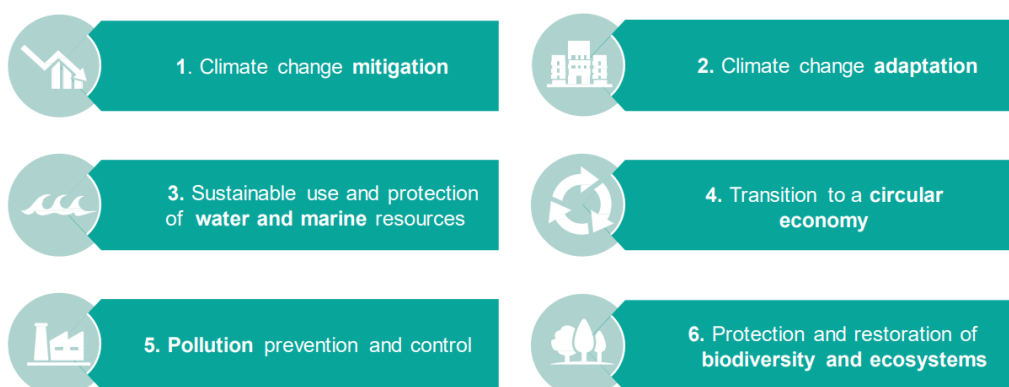 1. Climate change mitigation
2. Climate change adaptation
3. Sustainable use and protection
of water and marine resources
4. Transition to a circular
economy
5. Pollution prevention and control
6. Protection and restoration of
biodiversity and ecosystems